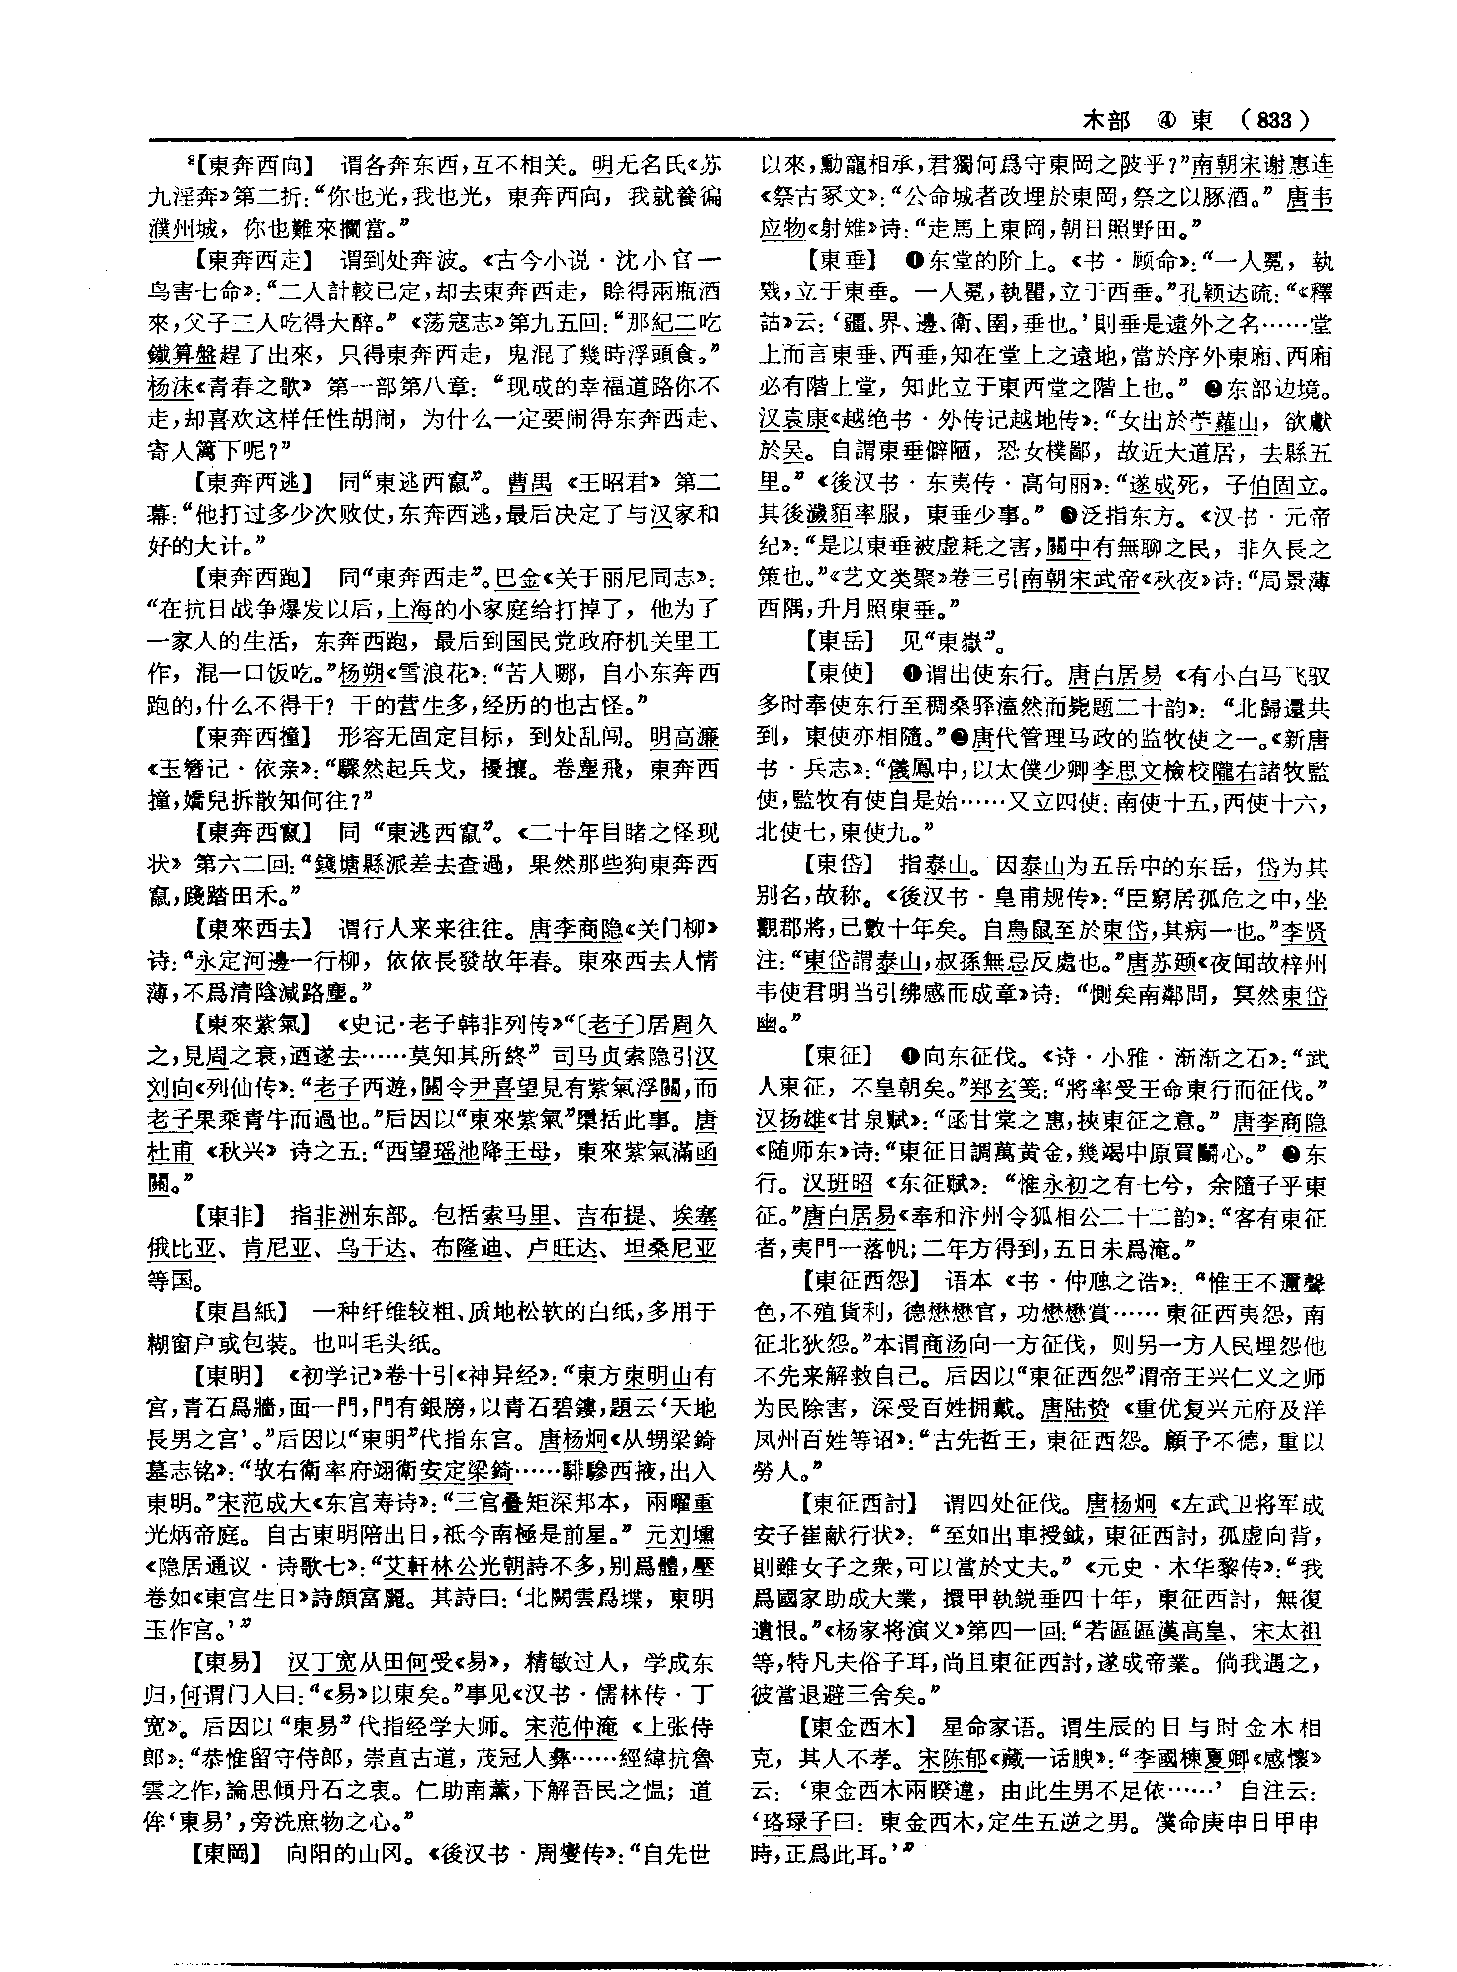 木部 ④ 東 (833)
⁸【東奔西向】 谓各奔东西,互不相关。明无名氏《苏
九淫奔》第二折:“你也光,我也光, 東奔西向, 我就養徧
濮州城, 你也難來攔當。”
【東奔西走】 谓到处奔波。《古今小说·沈小官一
鸟害七命》:“二人計較已定,却去東奔西走, 賒得兩瓶酒
來,父子三人吃得大醉。” 《荡寇志》第九五回:“那紀二吃
鐵算盤趕了出來, 只得東奔西走, 鬼混了幾時浮頭食。”
杨沫《青春之歌》 第一部第八章: “现成的幸福道路你不
走,却喜欢这样任性胡闹, 为什么一定要闹得东奔西走、
寄人篱下呢?”
【東奔西逃】 同“東逃西竄”。曹禺 《王昭君》 第二
幕:“他打过多少次败仗,东奔西逃,最后决定了与汉家和
好的大计。”
【東奔西跑】 同“東奔西走”。巴金《关于丽尼同志》:
“在抗日战争爆发以后,上海的小家庭给打掉了, 他为了
一家人的生活, 东奔西跑, 最后到国民党政府机关里工
作, 混一口饭吃。”杨朔《雪浪花》:“苦人哪, 自小东奔西
跑的,什么不得干? 干的营生多,经历的也古怪。”
【東奔西撞】 形容无固定目标, 到处乱闯。明高濂
《玉簪记·依亲》:“驟然起兵戈, 擾攘。卷塵飛, 東奔西
撞,嬌兒拆散知何往?”
【東奔西竄】 同 “東逃西竄”。《二十年目睹之怪现
状》 第六二回:“錢塘縣派差去查過, 果然那些狗東奔西
竄,踐踏田禾。”
【東來西去】 谓行人来来往往。唐李商隐《关门柳》
诗:“永定河邊一行柳, 依依長發故年春。東來西去人情
薄,不爲清陰減路塵。”
【東來紫氣】 《史记·老子韩非列传》“〔老子〕居周久
之,見周之衰,迺遂去……莫知其所終” 司马贞索隐引汉
刘向《列仙传》:“老子西遊,關令尹喜望見有紫氣浮關,而
老子果乘青牛而過也。”后因以“東來紫氣”檃括此事。唐
杜甫 《秋兴》 诗之五:“西望瑶池降王母, 東來紫氣滿函
關。”
【東非】 指非洲东部。包括索马里、吉布提、埃塞
俄比亚、肯尼亚、乌干达、布隆迪、卢旺达、坦桑尼亚
等国。
【東昌紙】 一种纤维较粗、质地松软的白纸,多用于
糊窗户或包装。也叫毛头纸。
【東明】 《初学记》卷十引《神异经》:“東方東明山有
宫,青石爲牆,面一門,門有銀牓,以青石碧鏤,題云‘天地
長男之宫’。”后因以“東明”代指东宫。唐杨炯《从甥梁錡
墓志铭》:“故右衛率府翊衛安定梁錡……騑驂西掖,出入
東明。”宋范成大《东宫寿诗》:“三宫叠矩深邦本, 兩曜重
光炳帝庭。自古東明陪出日,祗今南極是前星。” 元刘壎
《隐居通议·诗歌七》:“艾軒林公光朝詩不多,别爲體,壓
卷如《東宫生日》詩頗富麗。其詩曰:‘北闕雲爲堞, 東明
玉作宫。’”
【東易】 汉丁宽从田何受《易》, 精敏过人, 学成东
归,何谓门人曰:“《易》以東矣。”事见《汉书·儒林传·丁
宽》。后因以 “東易” 代指经学大师。宋范仲淹 《上张侍
郎》:“恭惟留守侍郎, 崇直古道, 茂冠人彝……經緯抗魯
雲之作,論思傾丹石之衷。仁助南薰,下解吾民之愠; 道
侔‘東易’,旁洗庶物之心。”
【東岡】 向阳的山冈。《後汉书·周燮传》:“自先世
以來,勳寵相承,君獨何爲守東岡之陂乎?”南朝宋谢惠连
《祭古冢文》:“公命城者改埋於東岡,祭之以豚酒。” 唐韦
应物《射雉》诗:“走馬上東岡,朝日照野田。”
【東垂】 ❶东堂的阶上。《书·顾命》:“一人冕, 執
戣,立于東垂。一人冕,執瞿,立于西垂。”孔颖达疏:“《釋
詁》云:‘疆、界、邊、衛、圉,垂也。’則垂是遠外之名……堂
上而言東垂、西垂,知在堂上之遠地,當於序外東廂、西廂
必有階上堂, 知此立于東西堂之階上也。” ❷东部边境。
汉袁康《越绝书·外传记越地传》:“女出於苧蘿山, 欲獻
於吴。自謂東垂僻陋, 恐女樸鄙, 故近大道居, 去縣五
里。” 《後汉书·东夷传·高句丽》:“遂成死, 子伯固立。
其後濊貊率服, 東垂少事。” ❸泛指东方。《汉书·元帝
纪》:“是以東垂被虚耗之害,關中有無聊之民, 非久長之
策也。”《艺文类聚》卷三引南朝宋武帝《秋夜》诗:“局景薄
西隅,升月照東垂。”
【東岳】 见“東嶽”。
【東使】 ❶谓出使东行。唐白居易 《有小白马飞驭
多时奉使东行至稠桑驿溘然而毙题二十韵》: “北歸還共
到, 東使亦相隨。”❷唐代管理马政的监牧使之一。《新唐
书·兵志》:“儀鳳中,以太僕少卿李思文檢校隴右諸牧監
使,監牧有使自是始……又立四使: 南使十五,西使十六,
北使七,東使九。”
【東岱】 指泰山。因泰山为五岳中的东岳, 岱为其
别名,故称。《後汉书·皇甫规传》:“臣窮居孤危之中,坐
觀郡將,已數十年矣。自鳥鼠至於東岱,其病一也。”李贤
注:“東岱謂泰山,叔孫無忌反處也。”唐苏颋《夜闻故梓州
韦使君明当引绋感而成章》诗: “惻矣南鄰問, 冥然東岱
幽。”
【東征】 ❶向东征伐。《诗·小雅·渐渐之石》:“武
人東征, 不皇朝矣。”郑玄笺:“將率受王命東行而征伐。”
汉扬雄《甘泉赋》:“函甘棠之惠,挾東征之意。” 唐李商隐
《随师东》诗:“東征日調萬黄金,幾竭中原買鬭心。” ❷东
行。汉班昭 《东征赋》: “惟永初之有七兮, 余隨子乎東
征。”唐白居易《奉和汴州令狐相公二十二韵》:“客有東征
者,夷門一落帆;二年方得到,五日未爲淹。”
【東征西怨】 语本 《书·仲虺之诰》: “惟王不邇聲
色,不殖貨利, 德懋懋官, 功懋懋賞……東征西夷怨, 南
征北狄怨。”本谓商汤向一方征伐, 则另一方人民埋怨他
不先来解救自己。后因以“東征西怨”谓帝王兴仁义之师
为民除害, 深受百姓拥戴。唐陆贽 《重优复兴元府及洋
凤州百姓等诏》:“古先哲王, 東征西怨。顧予不德, 重以
勞人。”
【東征西討】 谓四处征伐。唐杨炯 《左武卫将军成
安子崔献行状》: “至如出車授鉞, 東征西討, 孤虚向背,
則雖女子之衆,可以當於丈夫。” 《元史·木华黎传》:“我
爲國家助成大業, 擐甲執鋭垂四十年, 東征西討, 無復
遺恨。”《杨家将演义》第四一回:“若區區漢高皇、宋太祖
等,特凡夫俗子耳,尚且東征西討,遂成帝業。倘我遇之,
彼當退避三舍矣。”
【東金西木】 星命家语。谓生辰的日与时金木相
克, 其人不孝。宋陈郁《藏一话腴》:“李國棟夏卿《感懷》
云: ‘東金西木兩睽違, 由此生男不足依……’ 自注云:
‘珞琭子曰: 東金西木,定生五逆之男。僕命庚申日甲申
時,正爲此耳。’”